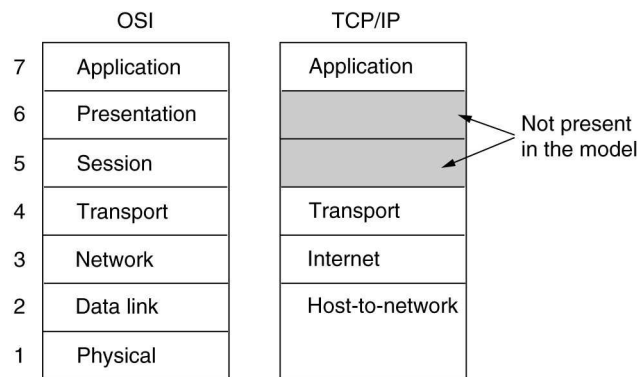 OSI TCP/IP
7 Application Application
6 Presentation
5 Session
Not present
in the model
4 Transport Transport
3 Network Internet
2 Data link Host-to-network
1 Physical